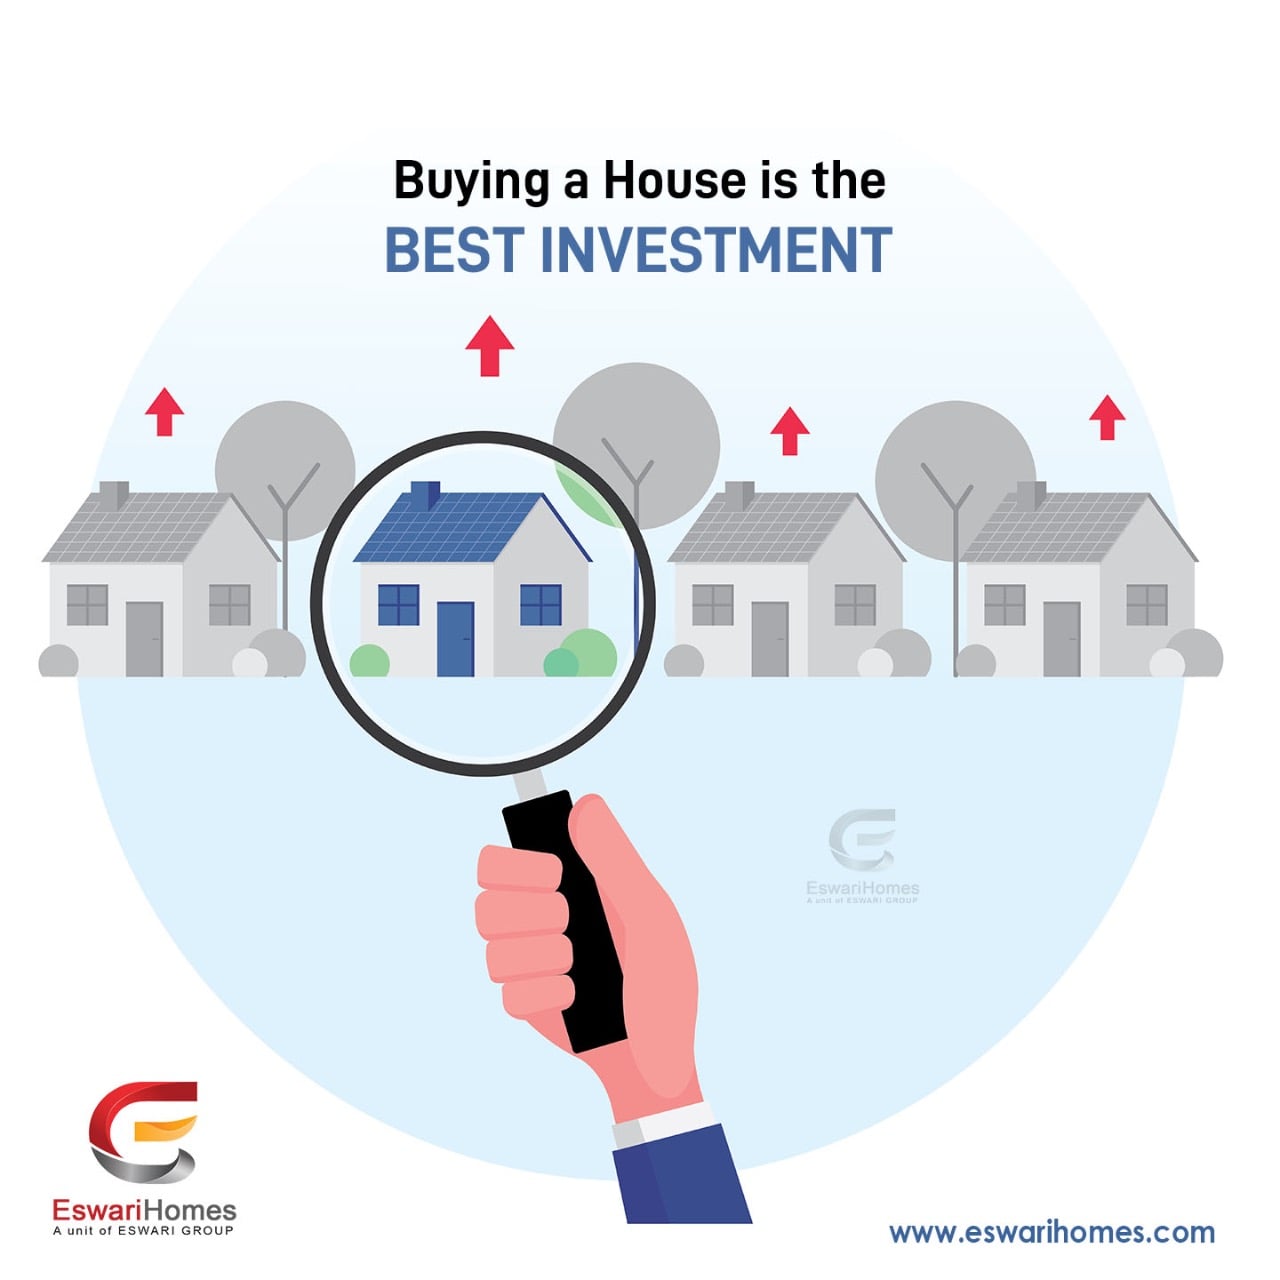 Buying a House is the
BEST INVESTMENT
EswariHomes
A unit of ESWARI GROUP
EswariHomes
A unit of ESWARI GROUP
www.eswarihomes.com